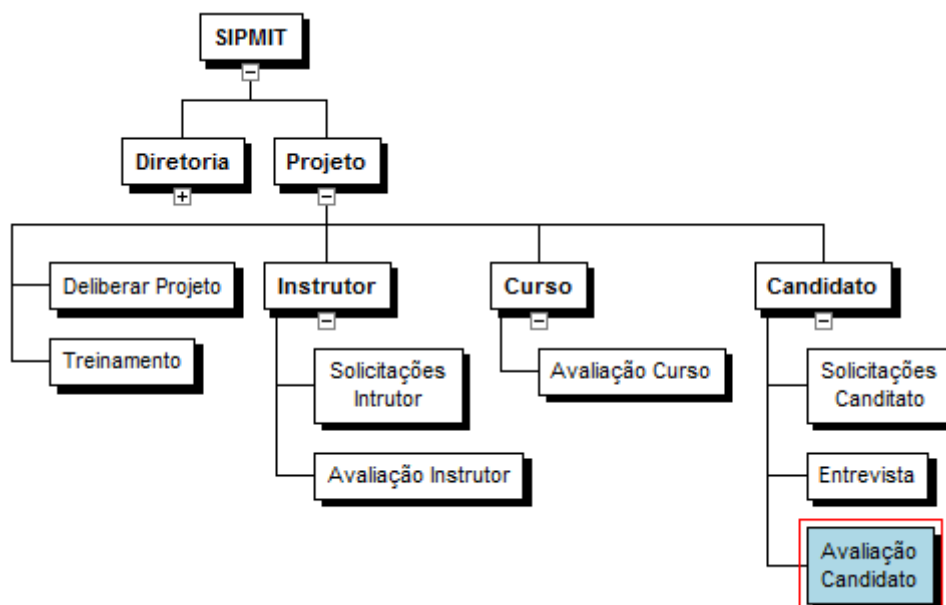 SIPMIT
Diretoria
Projeto
Deliberar Projeto
Treinamento
Instrutor
Solicitações
Intrutor
Avaliação Instrutor
Curso
Avaliação Curso
Candidato
Solicitações
Canditato
Entrevista
Avaliação
Candidato